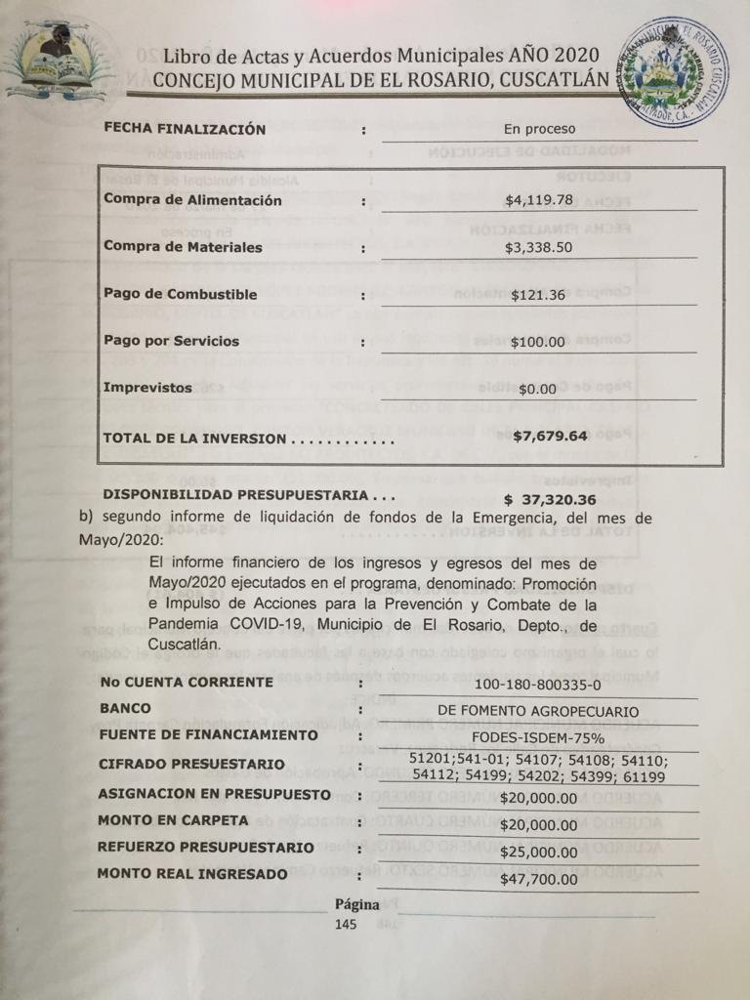 Libro de Actas y Acuerdos Municipales AÑO 2020
CONCEJO MUNICIPAL DE EL ROSARIO, CUSCATLÁN
FECHA FINALIZACIÓN : En proceso
Compra de Alimentación : $4,119.78
Compra de Materiales : $3,338.50
Pago de Combustible : $121.36
Pago por Servicios : $100.00
Imprevistos : $0.00
TOTAL DE LA INVERSION . . . . . . . . . . . . $7,679.64
DISPONIBILIDAD PRESUPUESTARIA . . . $ 37,320.36
b) segundo informe de liquidación de fondos de la Emergencia, del mes de
Mayo/2020:
El informe financiero de los ingresos y egresos del mes de
Mayo/2020 ejecutados en el programa, denominado: Promoción
e Impulso de Acciones para la Prevención y Combate de la
Pandemia COVID-19, Municipio de El Rosario, Depto., de
Cuscatlán.
No CUENTA CORRIENTE : 100-180-800335-0
BANCO : DE FOMENTO AGROPECUARIO
FUENTE DE FINANCIAMIENTO : FODES-ISDEM-75%
CIFRADO PRESUESTARIO : 51201;541-01; 54107; 54108; 54110;
54112; 54199; 54202; 54399; 61199
ASIGNACION EN PRESUPUESTO : $20,000.00
MONTO EN CARPETA : $20,000.00
REFUERZO PRESUPUESTARIO : $25,000.00
MONTO REAL INGRESADO : $47,700.00
Página
145